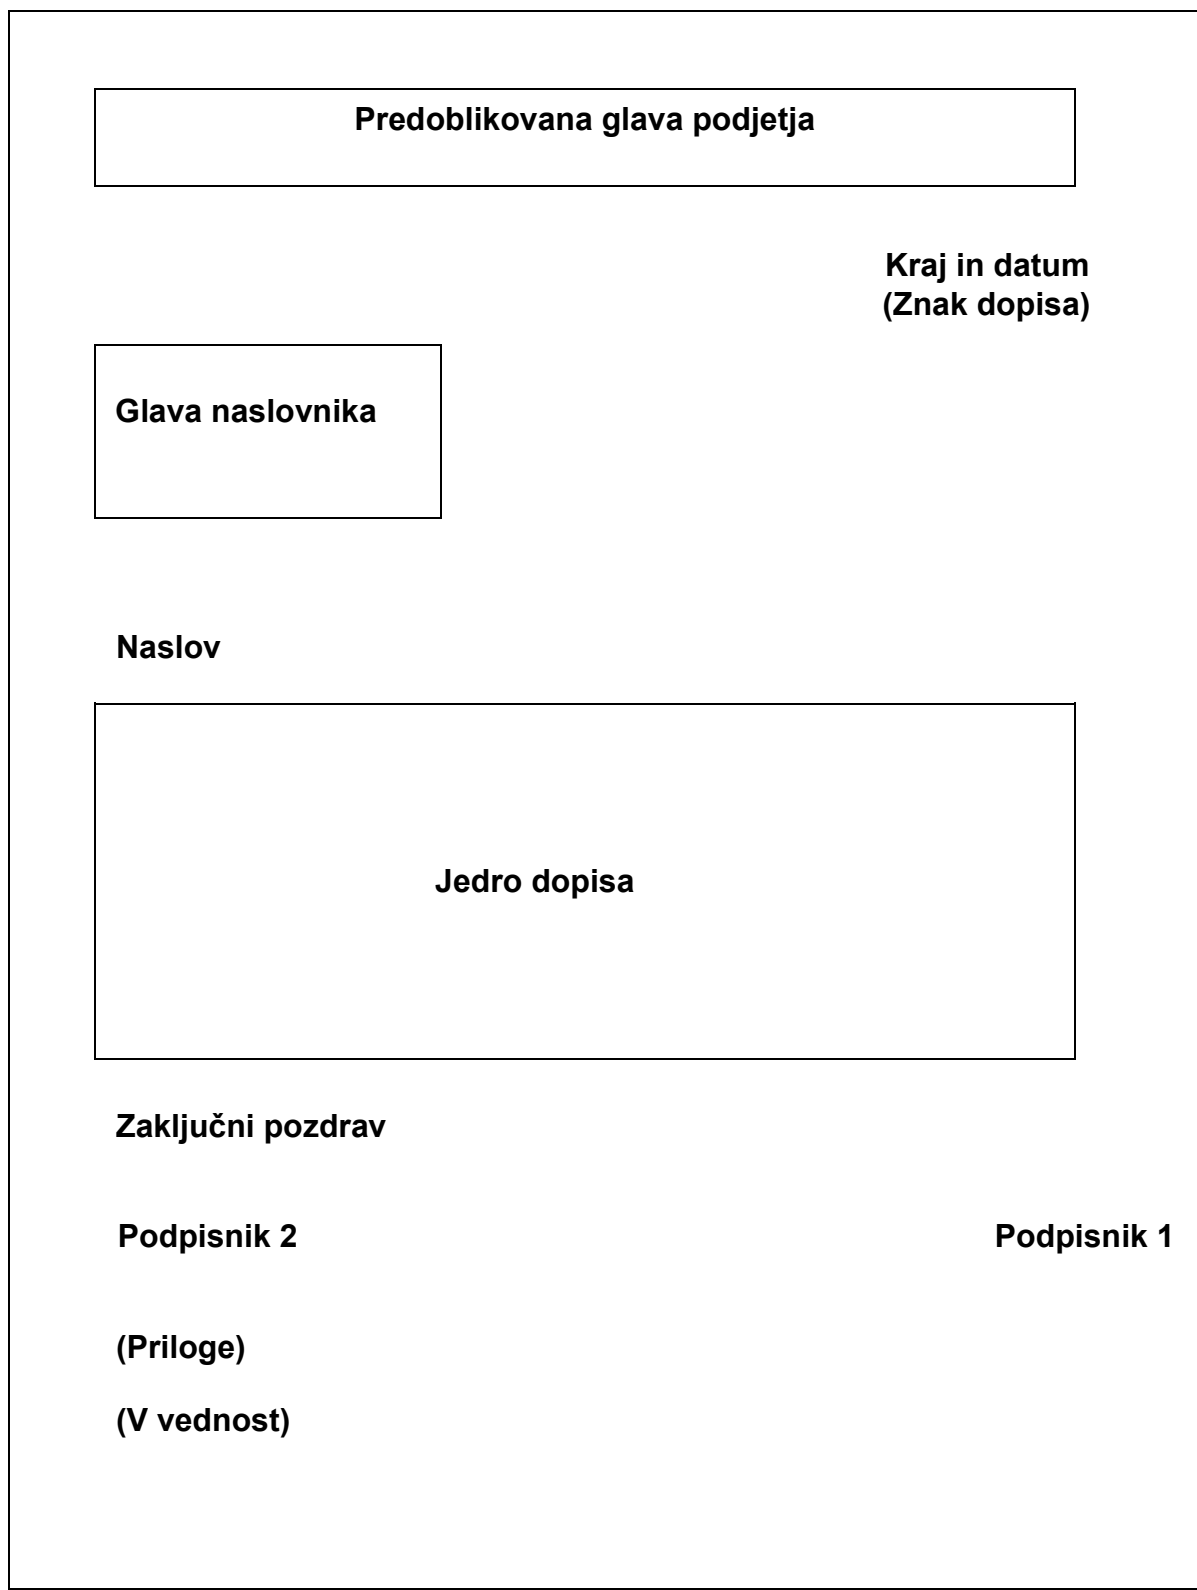 Predoblikovana glava podjetja
Kraj in datum
(Znak dopisa)
Glava naslovnika
Naslov
Jedro dopisa
Zaključni pozdrav
Podpisnik 2 Podpisnik 1
(Priloge)
(V vednost)